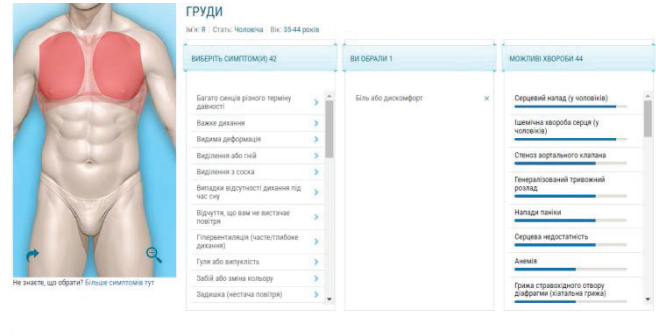 ГРУДИ
Ім'я: Я Стать: Чоловіча Вік: 35-44 років
ВИБЕРІТЬ СИМПТОМ(И) 42
Багато синців різного терміну
давності
Важке дихання
Видима деформація
Виділення або гній
Виділення з соска
Випадки відсутності дихання під
час сну
Відчуття, що вам не вистачає
повітря
Гіпервентиляція (часте/глибоке
дихання)
Гуля або випуклість
Забій або зміна кольору
Задишка (нестача повітря)
ВИ ОБРАЛИ 1
Біль або дискомфорт
МОЖЛИВІ ХВОРОБИ 44
Серцевий напад (у чоловіків)
Ішемічна хвороба серця (у
чоловіків)
Стеноз аортального клапана
Генералізований тривожний
розлад
Напади паніки
Серцева недостатність
Анемія
Грижа стравохідного отвору
діафрагми (хіатальна грижа)
Не знаєте, що обрати? Більше симптомів тут